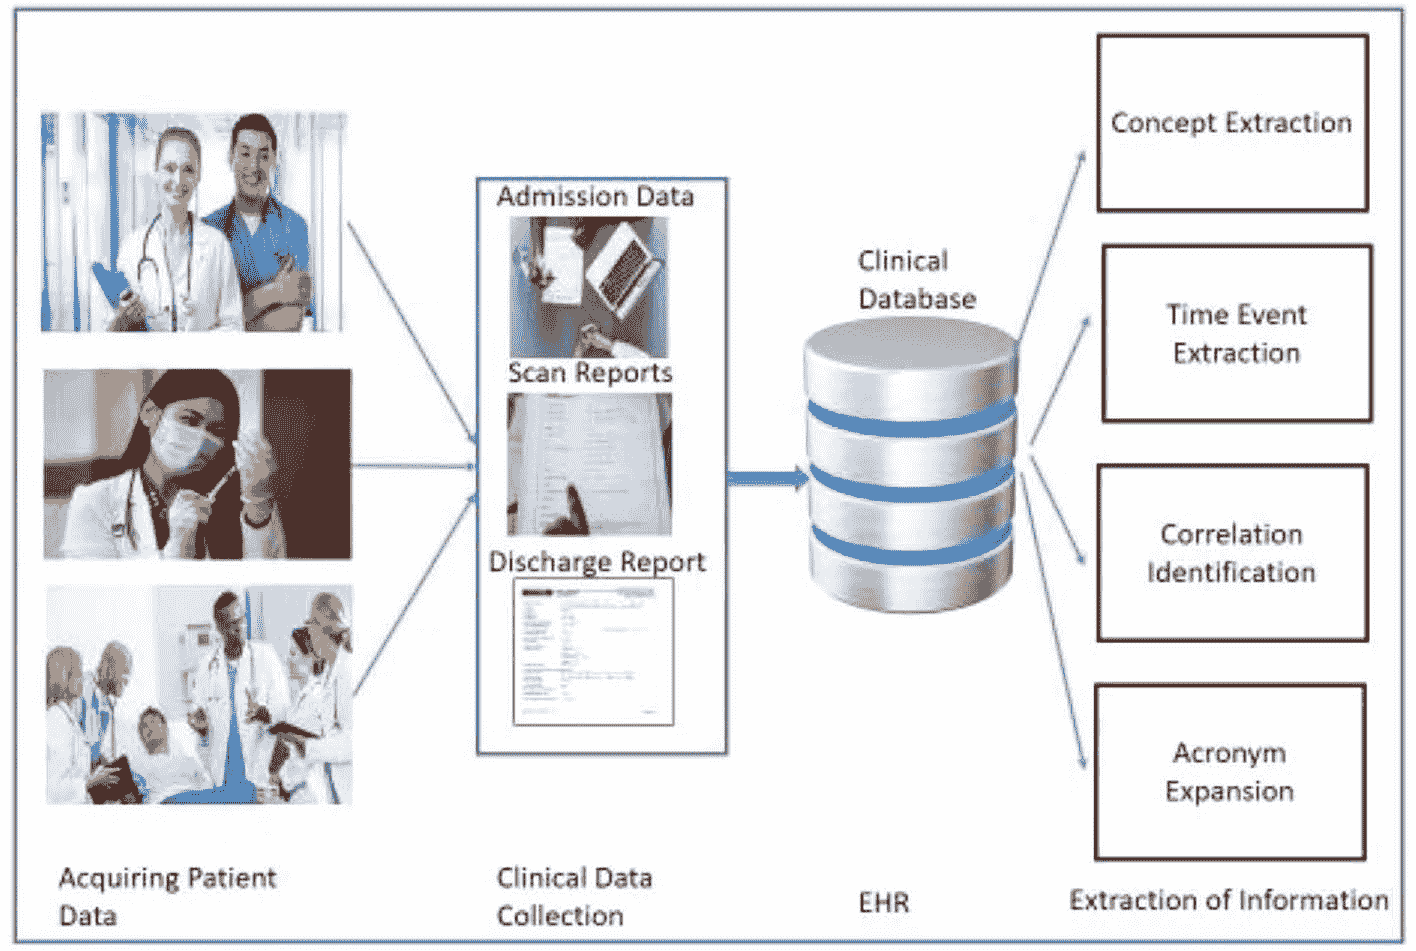 Concept Extraction
Admission Data
Clinical
Database
Time Event
Extraction
Scan Reports
Correlation
Identification
Discharge Report
Acronym
Expansion
Acquiring Patient
Data
Clinical Data
Collection
EHR
Extraction of Information